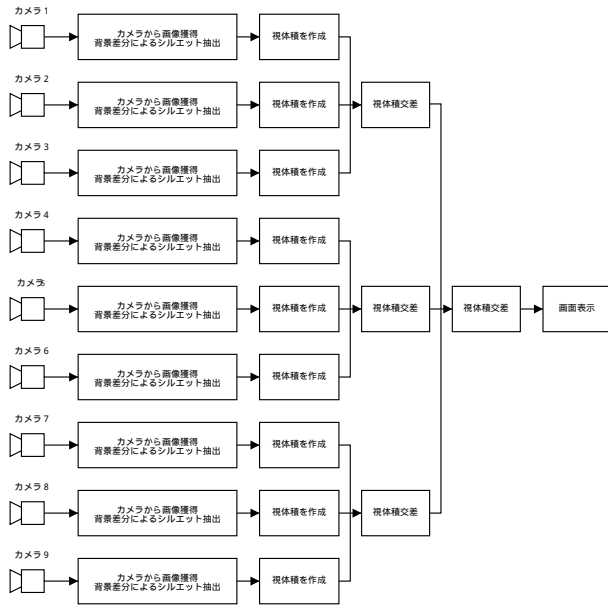 カメラ 1
カメラから画像獲得
背景差分によるシルエット抽出
視体積を作成
カメラ 2
カメラから画像獲得
背景差分によるシルエット抽出
視体積を作成
視体積交差
カメラ 3
カメラから画像獲得
背景差分によるシルエット抽出
視体積を作成
カメラ 4
カメラから画像獲得
背景差分によるシルエット抽出
視体積を作成
カメラ5
カメラから画像獲得
背景差分によるシルエット抽出
視体積を作成
視体積交差
視体積交差
画面表示
カメラ 6
カメラから画像獲得
背景差分によるシルエット抽出
視体積を作成
カメラ 7
カメラから画像獲得
背景差分によるシルエット抽出
視体積を作成
カメラ 8
カメラから画像獲得
背景差分によるシルエット抽出
視体積を作成
視体積交差
カメラ 9
カメラから画像獲得
背景差分によるシルエット抽出
視体積を作成